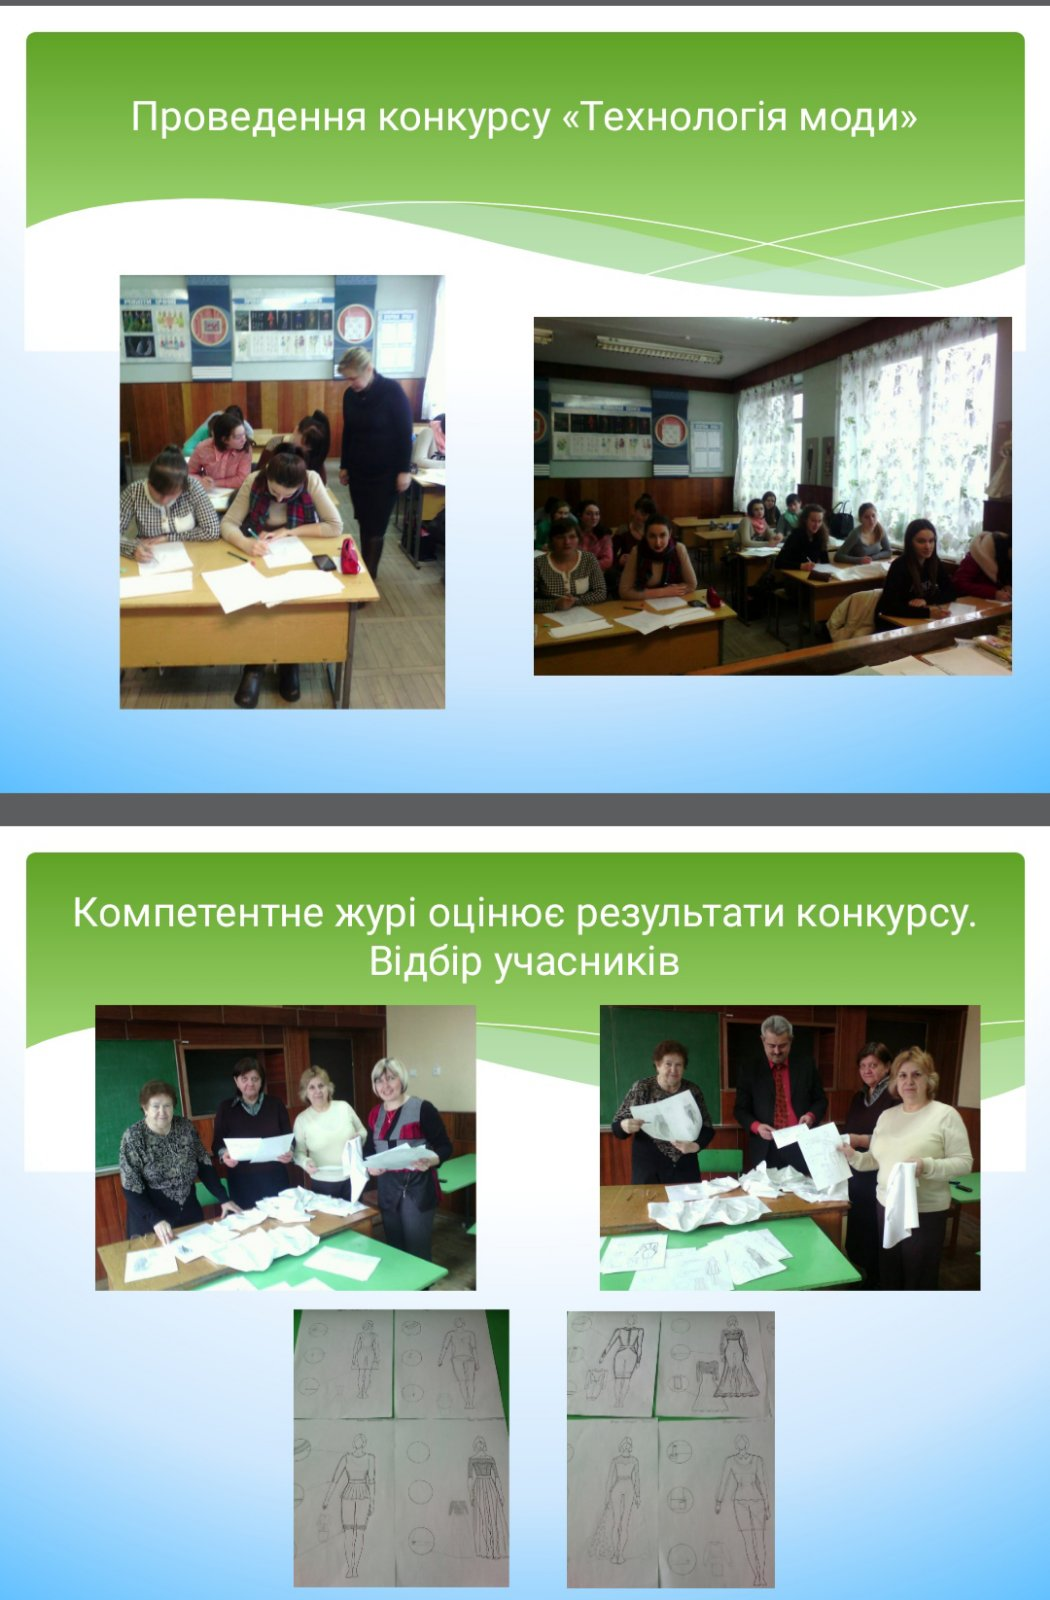 Проведення конкурсу «Технологія моди»
Компетентне журі оцінює результати конкурсу.
Відбір учасників